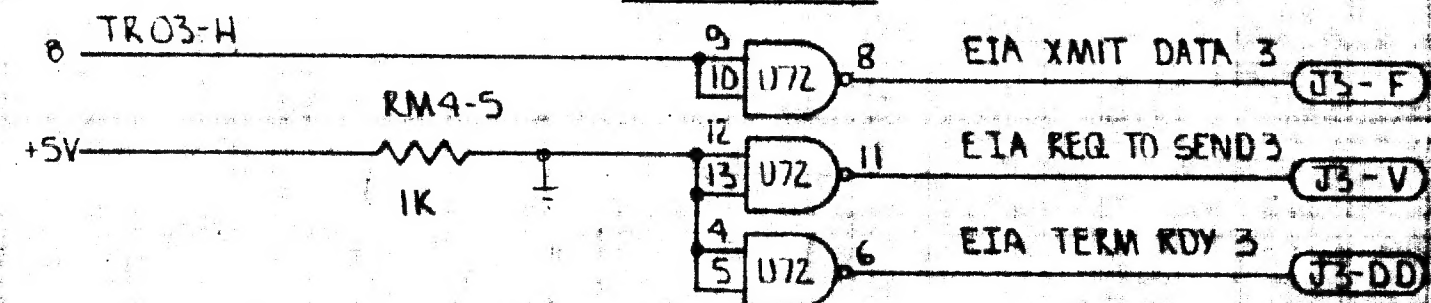 8 TRO3-H 9 10 U72 8 EIA XMIT DATA 3 J3-F
RM4-5
+5V 12 13 U72 11 EIA REQ TO SEND 3 J3-V
1K
4 5 U72 6 EIA TERM RDY 3 J3-DD